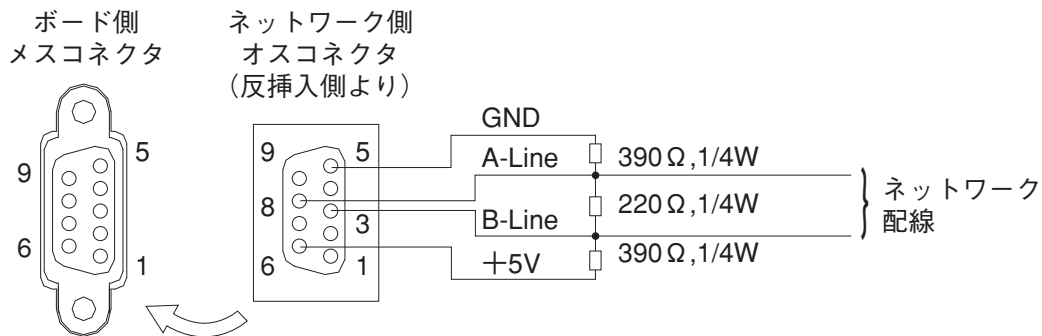 ボード側
メスコネクタ
ネットワーク側
オスコネクタ
(反挿入側より)
5
9
6
1
9
5
8
3
6
1
GND
A-Line
B-Line
+5V
390Ω,1/4W
220Ω,1/4W
390Ω,1/4W
ネットワーク
配線